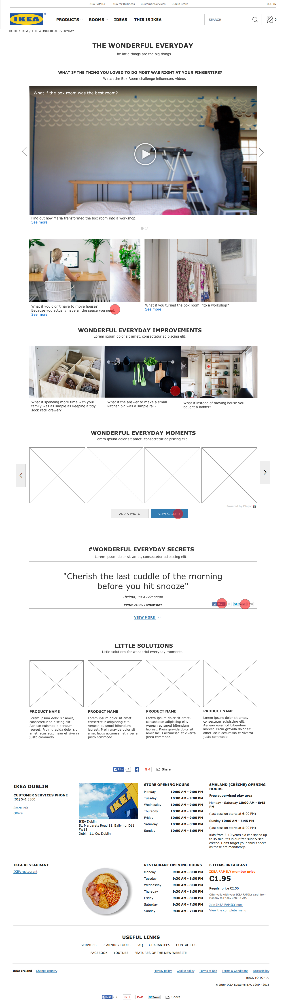 IKEA FAMILY IKEA for Business Customer Services Dublin Store LOG IN
IKEA ®
PRODUCTS ROOMS IDEAS THIS IS IKEA SEARCH 0
HOME / IKEA / THE WONDERFUL EVERYDAY
THE WONDERFUL EVERYDAY
The little things are the big things
WHAT IF THE THING YOU LOVED TO DO MOST WAS RIGHT AT YOUR FINGERTIPS?
Watch the Box Room challenge influencers videos
What if the box room was the best room?
Find out how Maria transformed the box room into a workshop.
See more
What if you didn't have to move house?
Because you actually have all the space you need.
See more
What if you turned the box room into a workshop?
See more
WONDERFUL EVERYDAY IMPROVEMENTS
Lorem ipsum dolor sit amet, consectetur adipiscing elit.
What if spending more time with your
family was as simple as keeping a tidy
sock rack drawer?
What if the answer to make a small
kitchen big was a simple rail?
What if instead of moving house you
bought a ladder?
WONDERFUL EVERYDAY MOMENTS
Lorem ipsum dolor sit amet, consectetur adipiscing elit.
Powered by Olapic
ADD A PHOTO VIEW GALLERY
#WONDERFUL EVERYDAY SECRETS
Lorem ipsum dolor sit amet, consectetur adipiscing elit.
"Cherish the last cuddle of the morning
before you hit snooze"
Thelma, IKEA Edmonton
#WONDERFUL EVERYDAY
Share 1K Tweet
VIEW MORE
LITTLE SOLUTIONS
Little solutions for wonderful everyday moments
PRODUCT NAME
Lorem ipsum dolor sit amet,
consectetur adipiscing elit.
Aenean euismod bibendum
laoreet. Proin gravida dolor sit
amet lacus accumsan et viverra
justo commodo.
PRODUCT NAME
Lorem ipsum dolor sit amet,
consectetur adipiscing elit.
Aenean euismod bibendum
laoreet. Proin gravida dolor sit
amet lacus accumsan et viverra
justo commodo.
PRODUCT NAME
Lorem ipsum dolor sit amet,
consectetur adipiscing elit.
Aenean euismod bibendum
laoreet. Proin gravida dolor sit
amet lacus accumsan et viverra
justo commodo.
PRODUCT NAME
Lorem ipsum dolor sit amet,
consectetur adipiscing elit.
Aenean euismod bibendum
laoreet. Proin gravida dolor sit
amet lacus accumsan et viverra
justo commodo.
Like 0 G+1 Share
IKEA DUBLIN
CUSTOMER SERVICES PHONE
(01) 541 3300
Store info
Offers
IKEA
IKEA Dublin
St. Margarets Road 11, BallymunD11
FW18
Dublin 11, Co. Dublin
STORE OPENING HOURS
Monday 10:00 AM - 9:00 PM
Tuesday 10:00 AM - 9:00 PM
Wednesday 10:00 AM - 9:00 PM
Thursday 10:00 AM - 9:00 PM
Friday 10:00 AM - 9:00 PM
Saturday 10:00 AM - 8:00 PM
Sunday 10:00 AM - 8:00 PM
SMÅLAND (CRÈCHE) OPENING
HOURS
Free supervised play area
Monday - Saturday 10:00 AM - 6:45
PM
(last session starts at 6:00 PM)
Sunday 10:00 AM - 5:45 PM
(last session starts at 5:00 PM)
Kids from 3-10 years old can spend up
to 45 minutes in our free supervised
crèche. Don't forget your child's socks
as these are mandatory.
IKEA RESTAURANT
IKEA restaurant
RESTAURANT OPENING HOURS
Monday 9:30 AM - 8:30 PM
Tuesday 9:30 AM - 8:30 PM
Wednesday 9:30 AM - 8:30 PM
Thursday 9:30 AM - 8:30 PM
Friday 9:30 AM - 8:30 PM
Saturday 9:30 AM - 7:30 PM
Sunday 9:30 AM - 7:30 PM
6 ITEMS BREAKFAST
IKEA FAMILY member price
€1.95
Regular price €2.50
Offer valid with your IKEA FAMILY card, from
Monday to Friday until 11 AM.
Join IKEA FAMILY now
View the complete menu
USEFUL LINKS
SERVICES PLANNING TOOLS FAQ GUARANTEES CONTACT US
FACEBOOK YOUTUBE FEATURES OF THE NEW WEBSITE
IKEA Ireland Change country Privacy policy Cookie policy Terms of Use Terms & Conditions Accessibility
BACK TO TOP
© Inter IKEA Systems B.V. 1999 - 2015
Like 0 G+1 Pin it Tweet Share